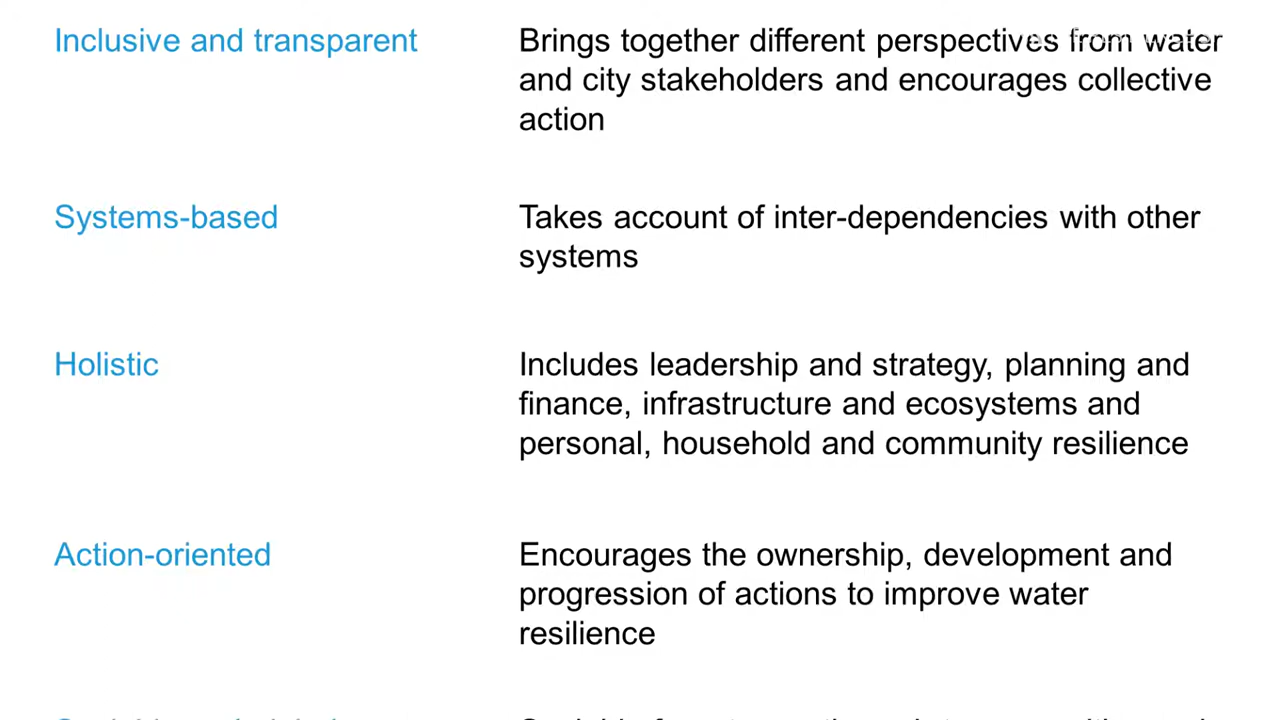 Inclusive and transparent
Brings together different perspectives from water
and city stakeholders and encourages collective
action
Systems-based
Takes account of inter-dependencies with other
systems
Holistic
Includes leadership and strategy, planning and
finance, infrastructure and ecosystems and
personal, household and community resilience
Action-oriented
Encourages the ownership, development and
progression of actions to improve water
resilience